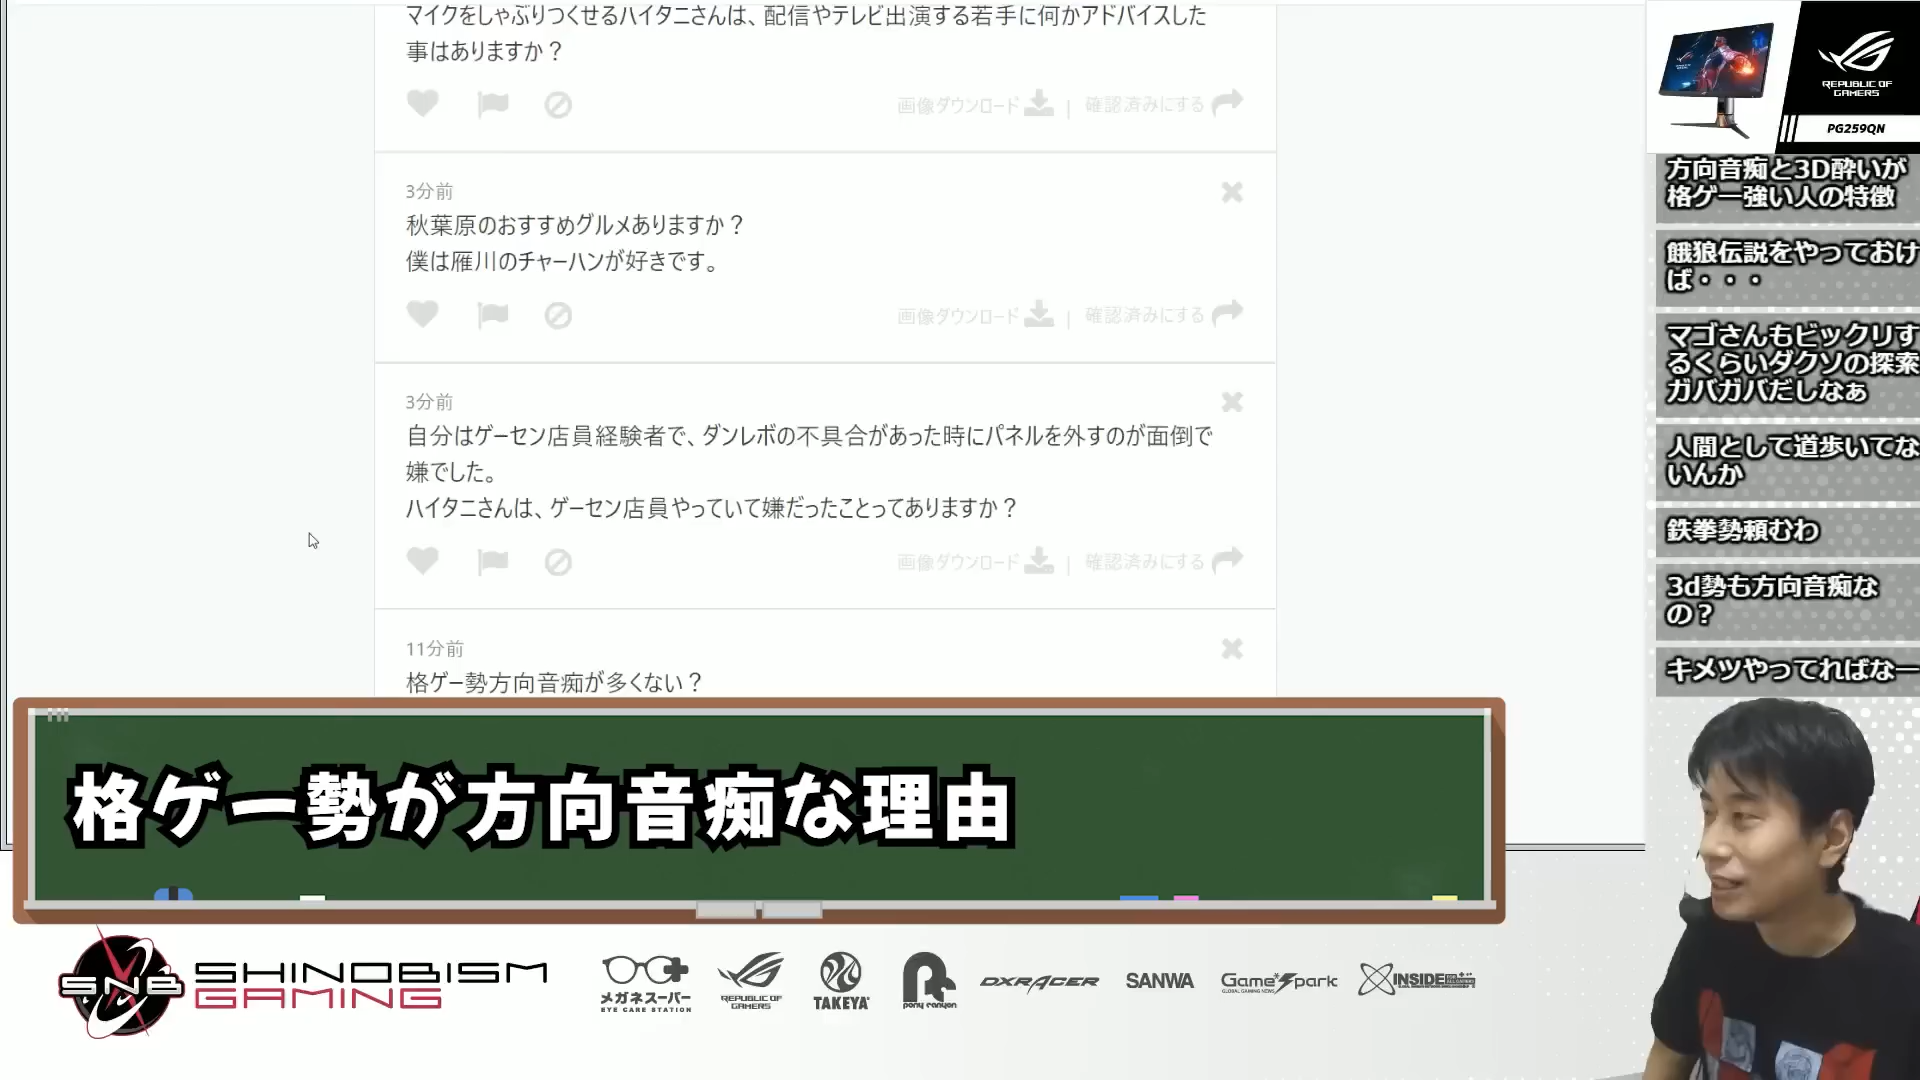 マイクをしゃぶりつくせるハイタニさんは、配信やテレビ出演する若手に何かアドバイスした
事はありますか？
画像ダウンロード | 確認済みにする
3分前
秋葉原のおすすめグルメありますか？
僕は雁川のチャーハンが好きです。
画像ダウンロード | 確認済みにする
3分前
自分はゲーセン店員経験者で、ダンレボの不具合があった時にパネルを外すのが面倒で
嫌でした。
ハイタニさんは、ゲーセン店員やっていて嫌だったことってありますか？
画像ダウンロード | 確認済みにする
11分前
格ゲー勢方向音痴が多くない？
格ゲー勢が方向音痴な理由
REPUBLIC OF
GAMERS
PG259QN
方向音痴と3D酔いが
格ゲー強い人の特徴
餓狼伝説をやっておけ
ば・・・
マゴさんもビックリす
るくらいダクソの探索
ガバガバだしなぁ
人間として道歩いてな
いんか
鉄拳勢頼むわ
3d勢も方向音痴な
の？
キメツやってればなー
SNB
SHINOBISM
GAMING
メガネスーパー
EYE CARE STATION
REPUBLIC OF
GAMERS
TAKEYA
pony canyon
DXRACER
SANWA
Game*Spark
GLOBAL GAMING NEWS
INSIDE